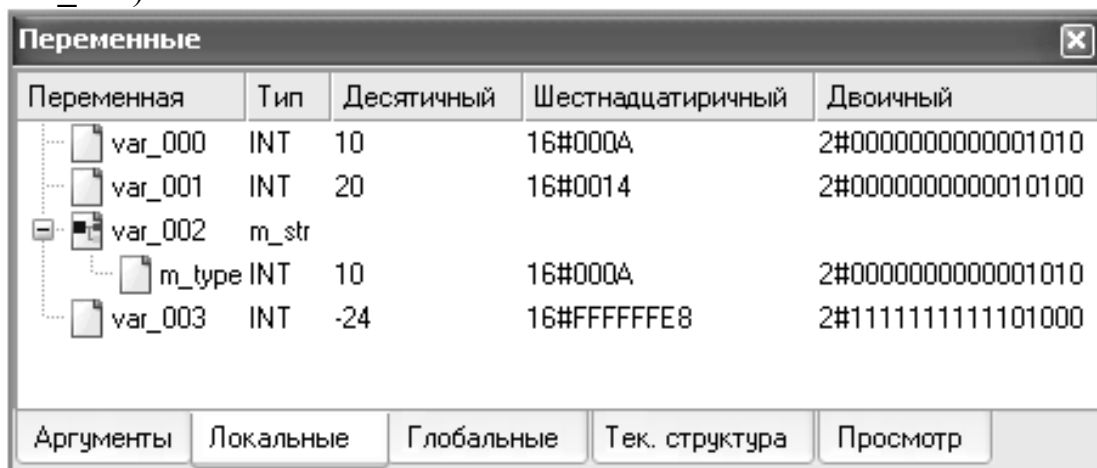 Переменные
Переменная Тип Десятичный Шестнадцатиричный Двоичный
var_000 INT 10 16#000A 2#0000000000001010
var_001 INT 20 16#0014 2#0000000000010100
var_002 m_str
m_type INT 10 16#000A 2#0000000000001010
var_003 INT -24 16#FFFFFFE8 2#1111111111101000
Аргументы Локальные Глобальные Тек. структура Просмотр